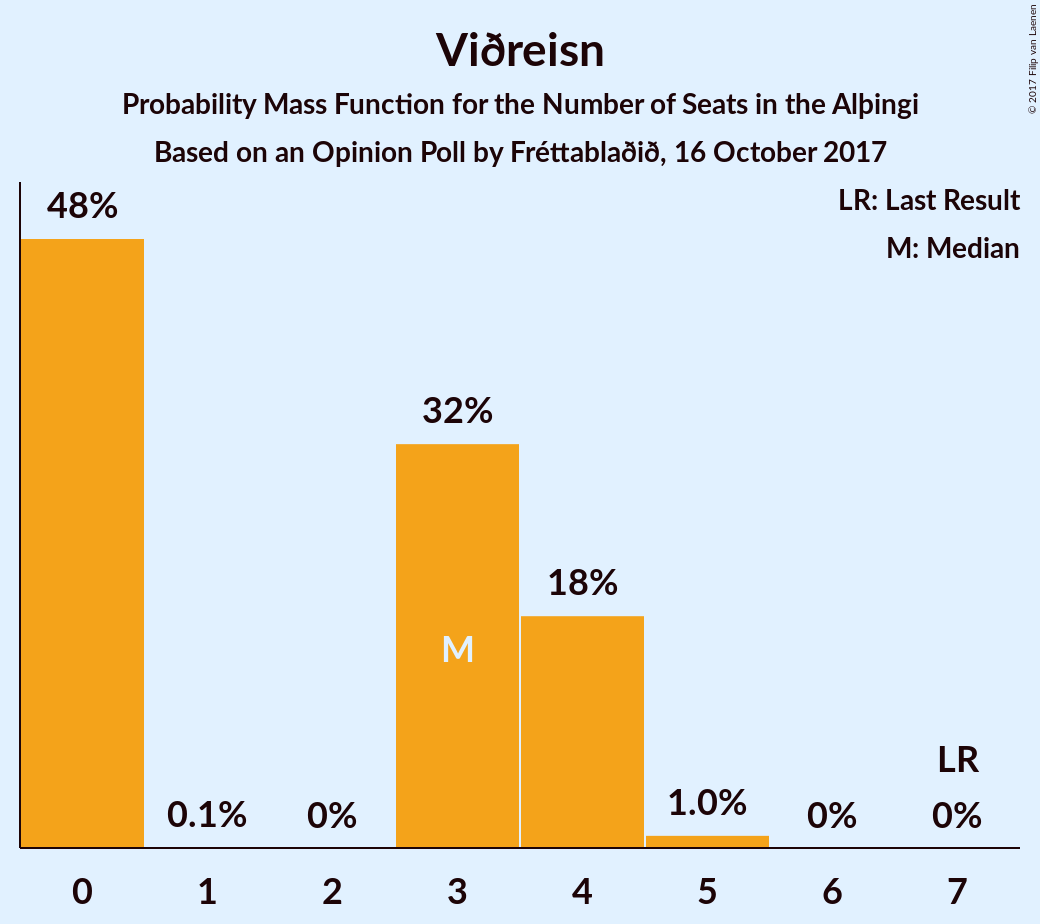 Viðreisn
Probability Mass Function for the Number of Seats in the Alþingi
Based on an Opinion Poll by Fréttablaðið, 16 October 2017
© 2017 Filip van Laenen
LR: Last Result
M: Median
48%
32%
18%
M
LR
0.1%
0%
1.0%
0%
0%
0 1 2 3 4 5 6 7